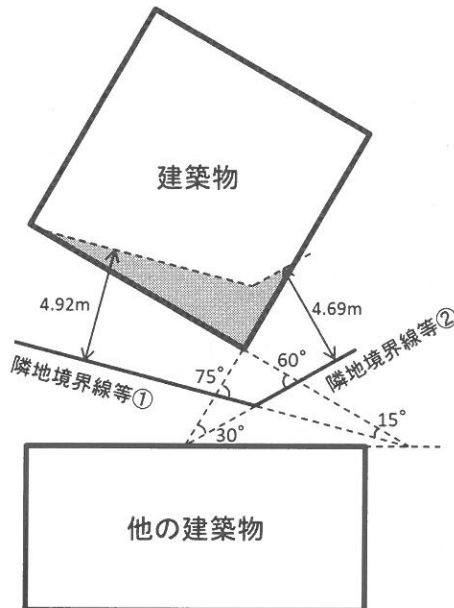 建築物
4.92m
4.69m
隣地境界線等①
隣地境界線等②
75°
60°
30°
15°
他の建築物